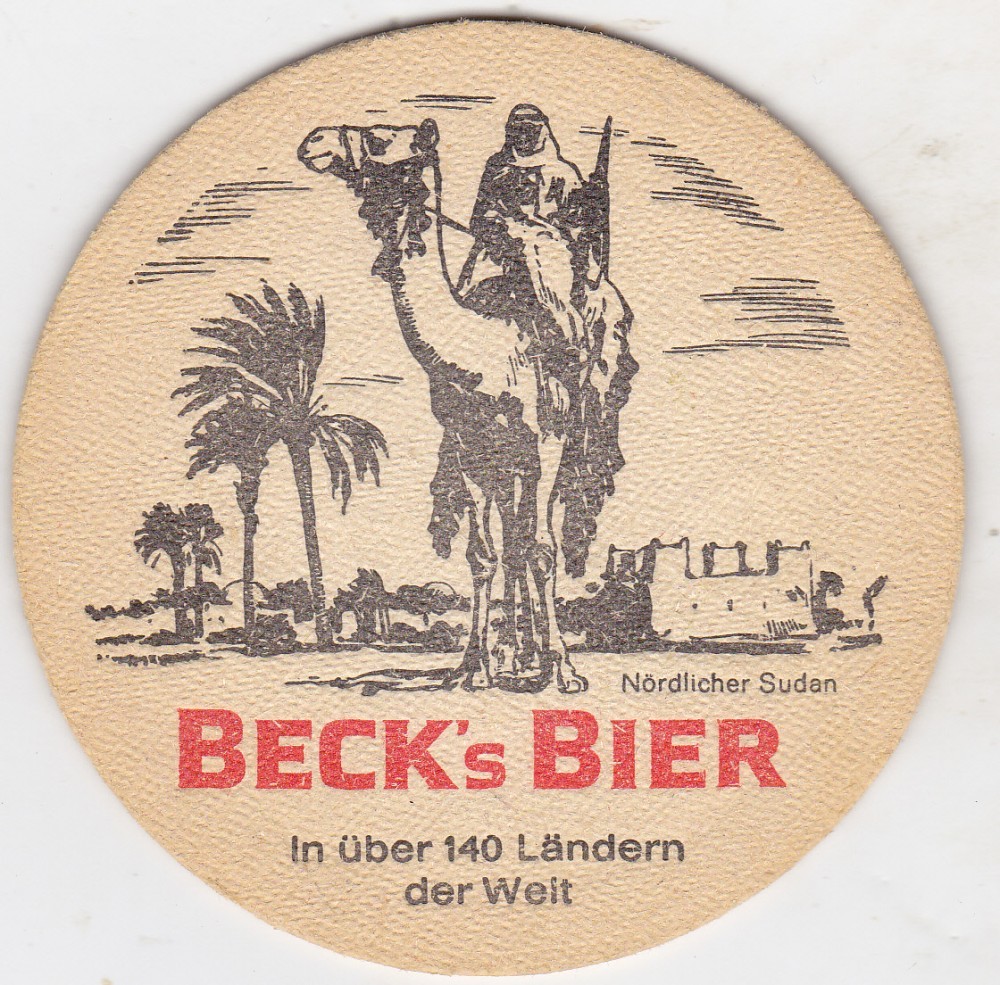 Nördlicher Sudan
BECK's BIER
In über 140 Ländern
der Welt